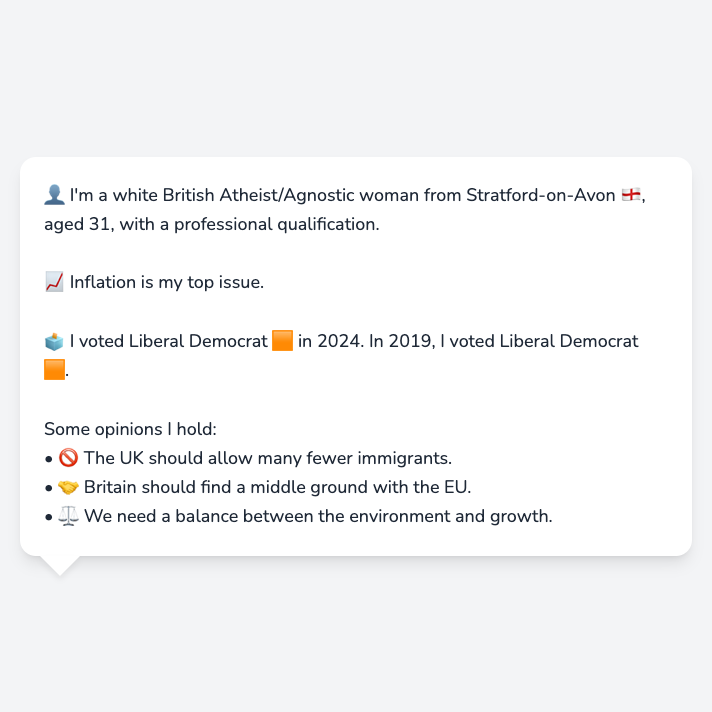 👤 I'm a white British Atheist/Agnostic woman from Stratford-on-Avon 🏴󠁧󠁢󠁥󠁮󠁧󠁿,
aged 31, with a professional qualification.
📈 Inflation is my top issue.
🗳️ I voted Liberal Democrat 🟧 in 2024. In 2019, I voted Liberal Democrat
🟧.
Some opinions I hold:
• 🚫 The UK should allow many fewer immigrants.
• 🤝 Britain should find a middle ground with the EU.
• ⚖️ We need a balance between the environment and growth.